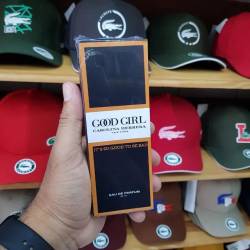 GOOD GIRL
CAROLINA HERRERA
NEW YORK
IT'S SO GOOD TO BE BAD
EAU DE PARFUM